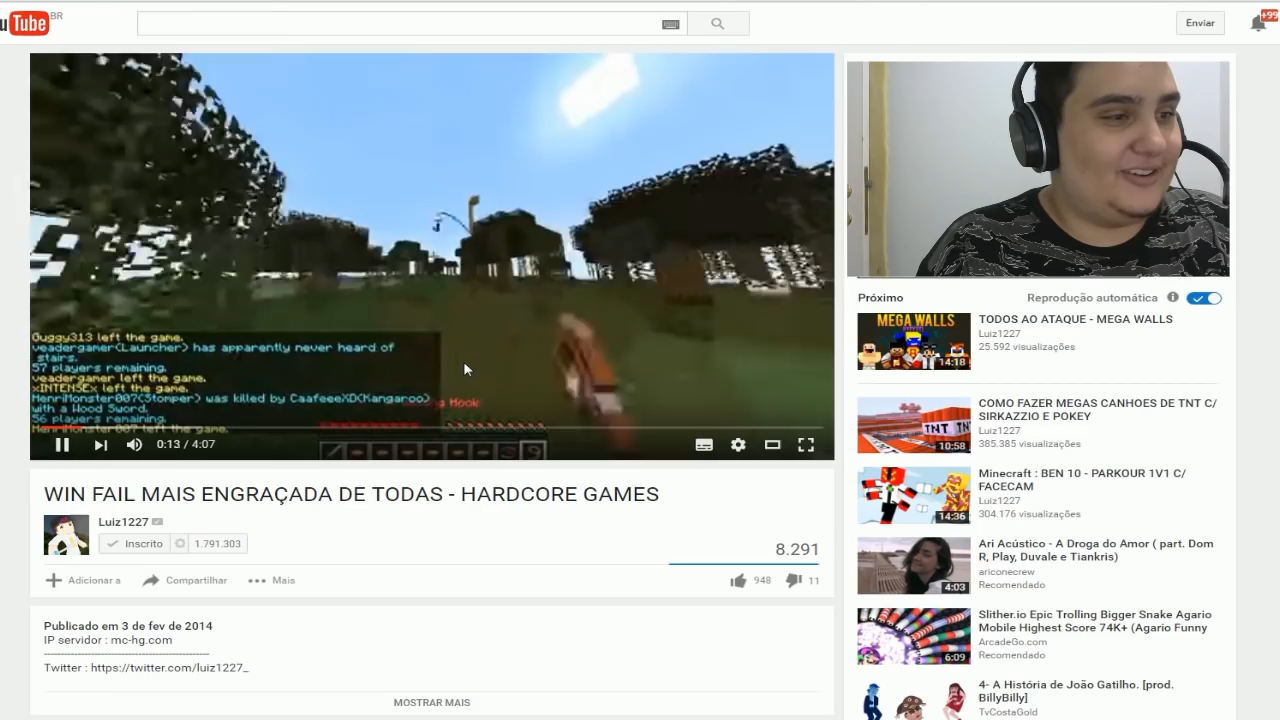 uTube BR
Enviar
+99
Guggy313 left the game.
veadergamer(Launcher) has apparently never heard of
stairs.
57 players remaining.
veadergamer left the game.
xINTENSEx left the game.
HenriMonster007(Stomper) was killed by CaafeeeXD(Kangaroo)
with a Wood Sword.
56 players remaining.
HenriMonster007 left the game.
Hook
0:13 / 4:07
WIN FAIL MAIS ENGRAÇADA DE TODAS - HARDCORE GAMES
Luiz1227
Inscrito 1.791.303
8.291
Adicionar a Compartilhar Mais 948 11
Publicado em 3 de fev de 2014
IP servidor : mc-hg.com
--------------------------------------------------
Twitter : https://twitter.com/luiz1227_
MOSTRAR MAIS
Próximo Reprodução automática
MEGA WALLS
14:18
TODOS AO ATAQUE - MEGA WALLS
Luiz1227
25.592 visualizações
TNT TN
10:58
COMO FAZER MEGAS CANHOES DE TNT C/
SIRKAZZIO E POKEY
Luiz1227
385.385 visualizações
14:36
Minecraft : BEN 10 - PARKOUR 1V1 C/
FACECAM
Luiz1227
304.176 visualizações
4:03
Ari Acústico - A Droga do Amor ( part. Dom
R, Play, Duvale e Tiankris)
ariconecrew
Recomendado
6:09
Slither.io Epic Trolling Bigger Snake Agario
Mobile Highest Score 74K+ (Agario Funny
ArcadeGo.com
Recomendado
4- A História de João Gatilho. [prod.
BillyBilly]
TvCostaGold